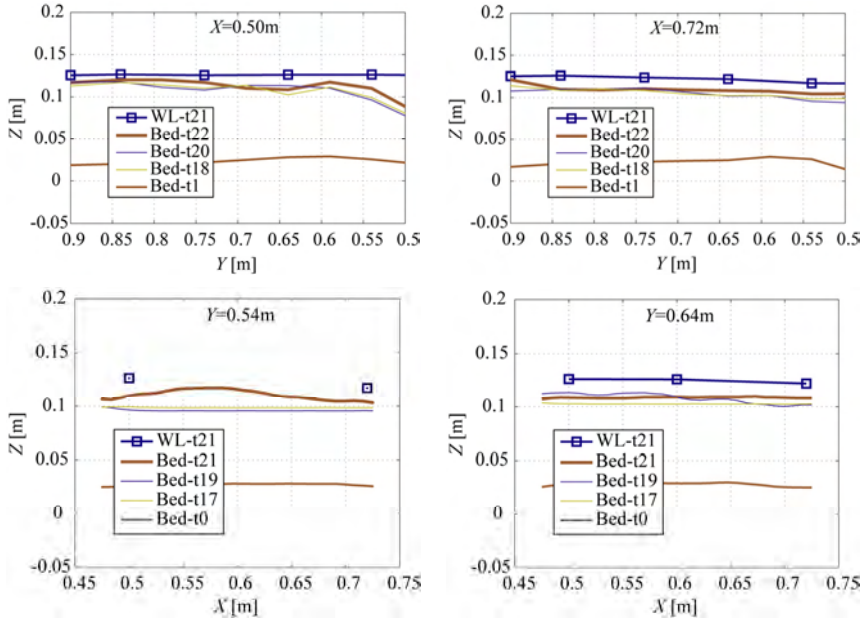 X=0.50m
0.2
0.15
0.1
0.05
0
-0.05
Z [m]
WL-t21
Bed-t22
Bed-t20
Bed-t18
Bed-t1
0.9 0.85 0.8 0.75 0.7 0.65 0.6 0.55 0.5
Y [m]
X=0.72m
0.2
0.15
0.1
0.05
0
-0.05
Z [m]
WL-t21
Bed-t22
Bed-t20
Bed-t18
Bed-t1
0.9 0.85 0.8 0.75 0.7 0.65 0.6 0.55 0.5
Y [m]
Y=0.54m
0.2
0.15
0.1
0.05
0
-0.05
Z [m]
WL-t21
Bed-t21
Bed-t19
Bed-t17
Bed-t0
0.45 0.5 0.55 0.6 0.65 0.7 0.75
X [m]
Y=0.64m
0.2
0.15
0.1
0.05
0
-0.05
Z [m]
WL-t21
Bed-t21
Bed-t19
Bed-t17
Bed-t0
0.45 0.5 0.55 0.6 0.65 0.7 0.75
X [m]